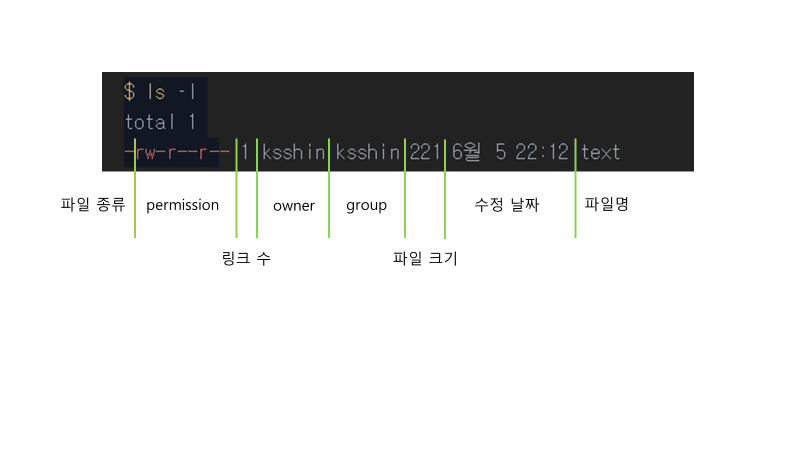 $ ls -l
total 1
-rw-r--r-- 1 ksshin ksshin 221 6월 5 22:12 text
파일 종류 permission owner group 수정 날짜 파일명
링크 수 파일 크기